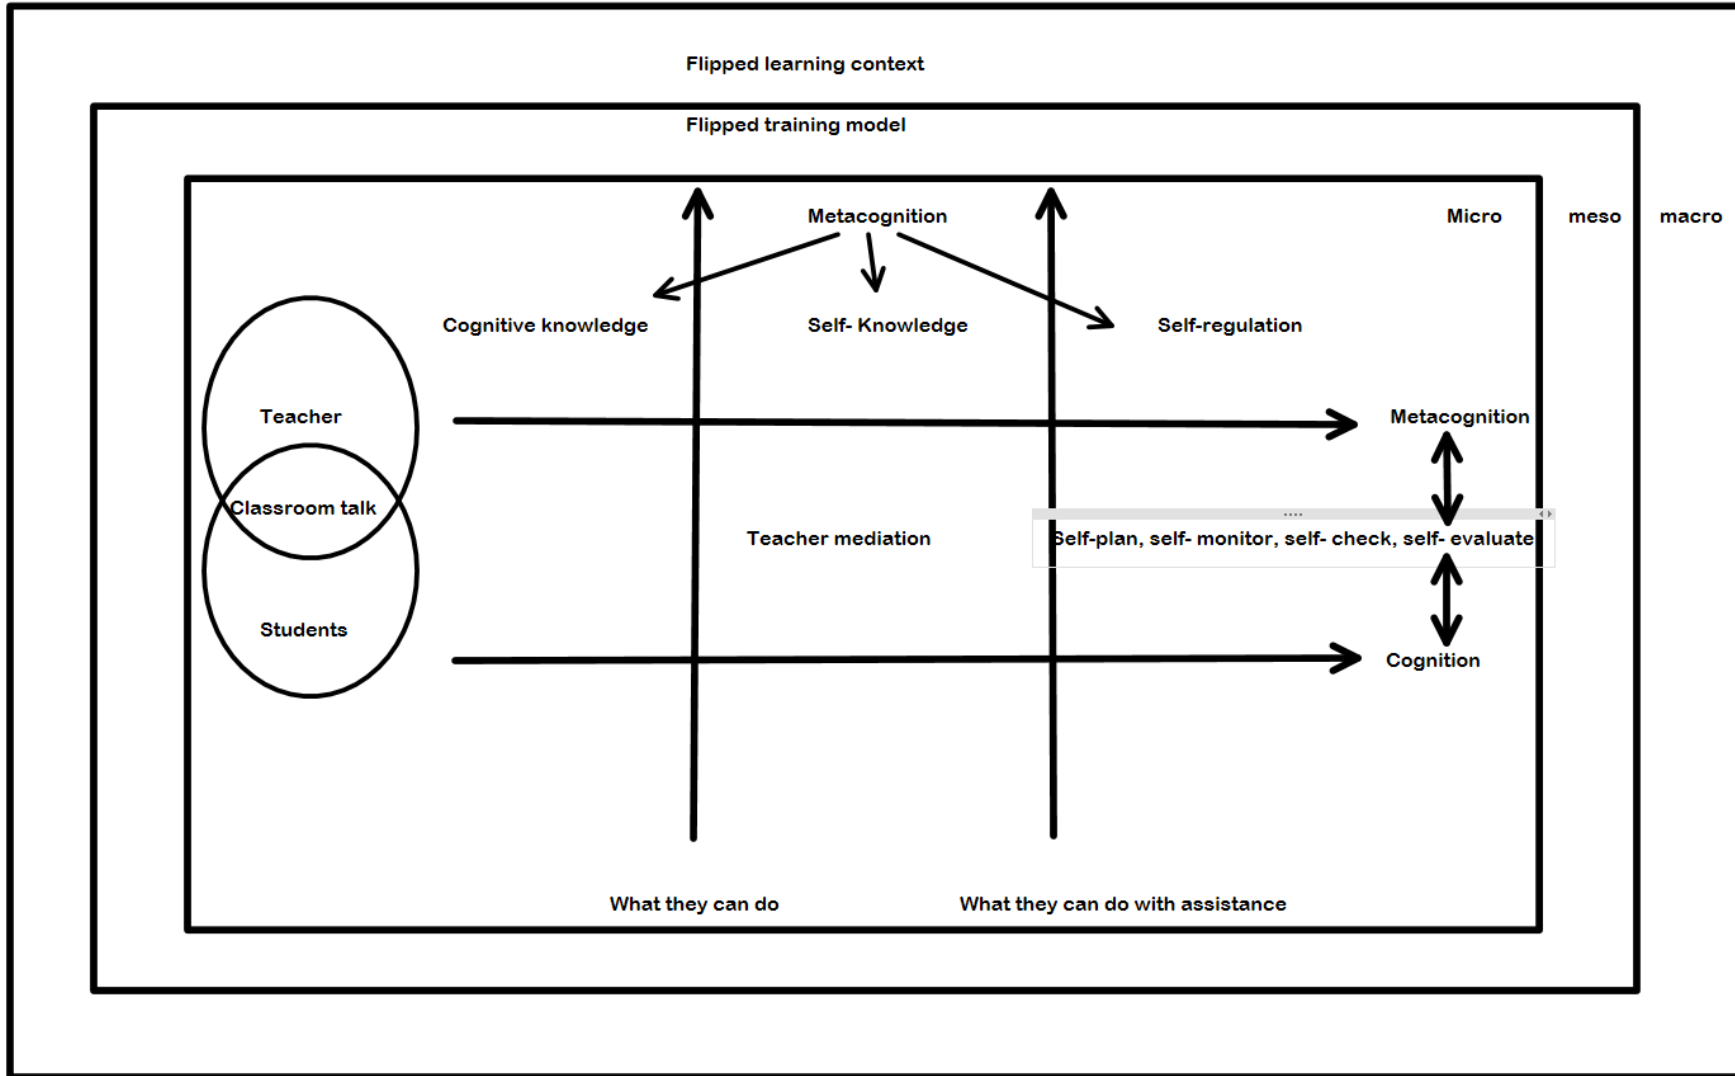 Flipped learning context
Flipped training model
Metacognition
Micro
meso
macro
Cognitive knowledge
Self- Knowledge
Self-regulation
Teacher
Metacognition
Classroom talk
Teacher mediation
Self-plan, self- monitor, self- check, self- evaluate
Students
Cognition
What they can do
What they can do with assistance